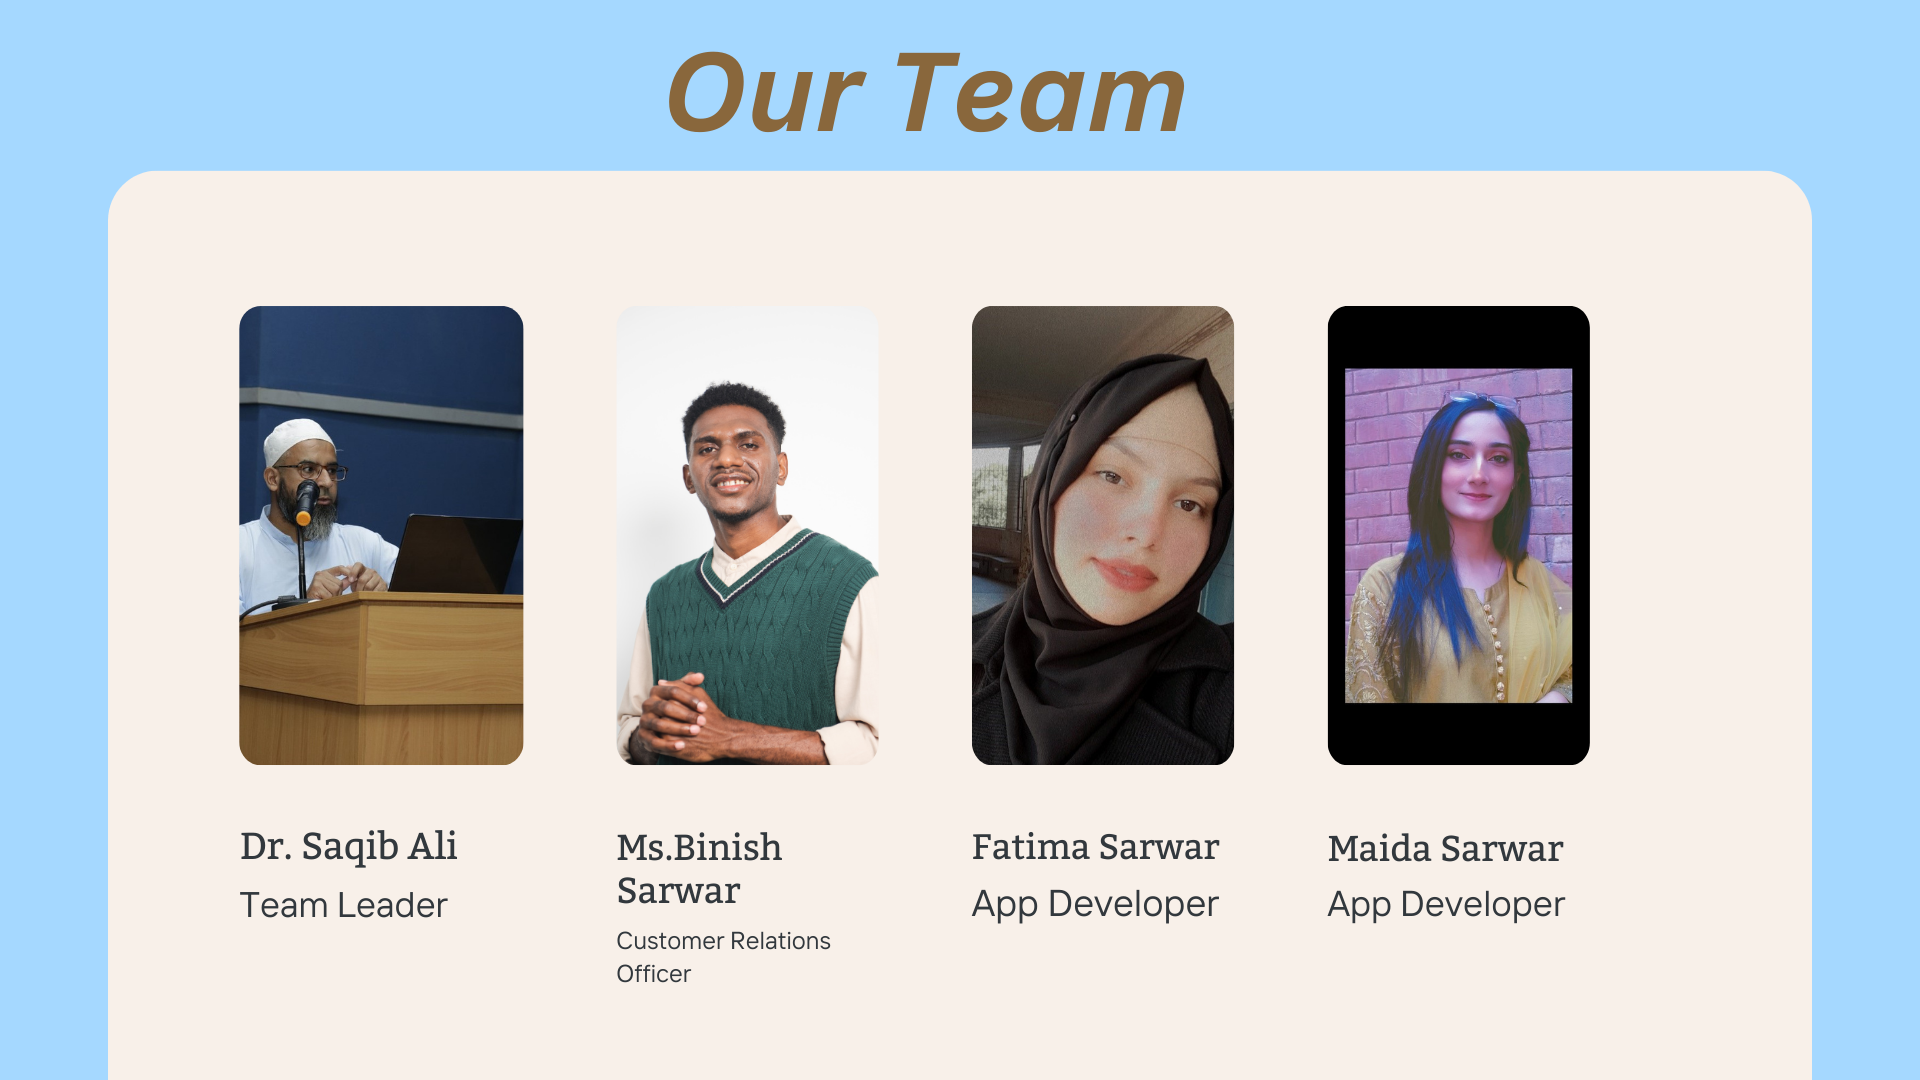 Our Team
Dr. Saqib Ali
Team Leader
Ms.Binish
Sarwar
Customer Relations
Officer
Fatima Sarwar
App Developer
Maida Sarwar
App Developer